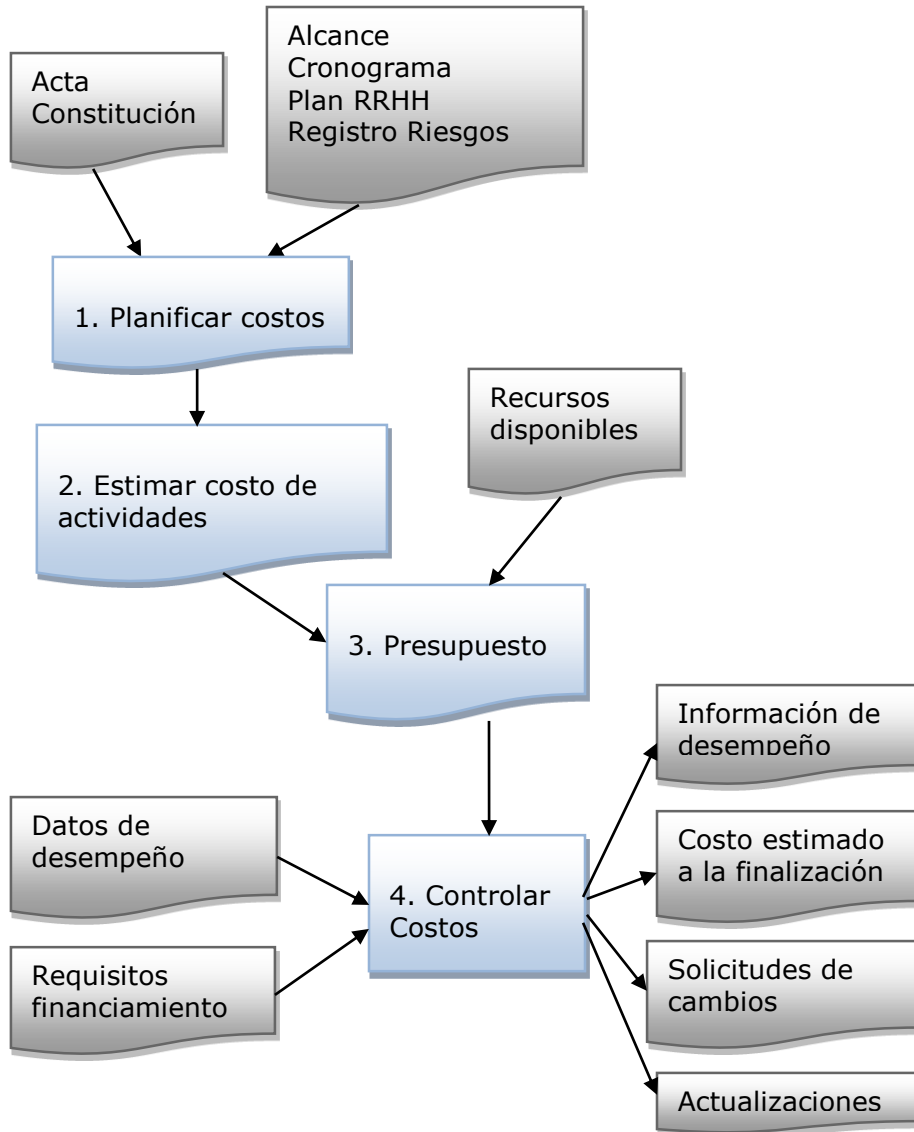 Acta
Constitución
Alcance
Cronograma
Plan RRHH
Registro Riesgos
1. Planificar costos
2. Estimar costo de
actividades
Recursos
disponibles
3. Presupuesto
Datos de
desempeño
Requisitos
financiamiento
4. Controlar
Costos
Información de
desempeño
Costo estimado
a la finalización
Solicitudes de
cambios
Actualizaciones